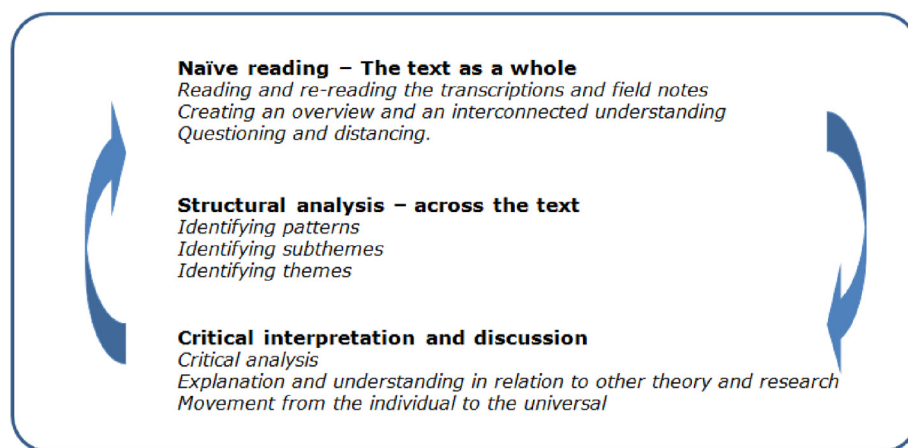 Naïve reading – The text as a whole
Reading and re-reading the transcriptions and field notes
Creating an overview and an interconnected understanding
Questioning and distancing.
Structural analysis – across the text
Identifying patterns
Identifying subthemes
Identifying themes
Critical interpretation and discussion
Critical analysis
Explanation and understanding in relation to other theory and research
Movement from the individual to the universal